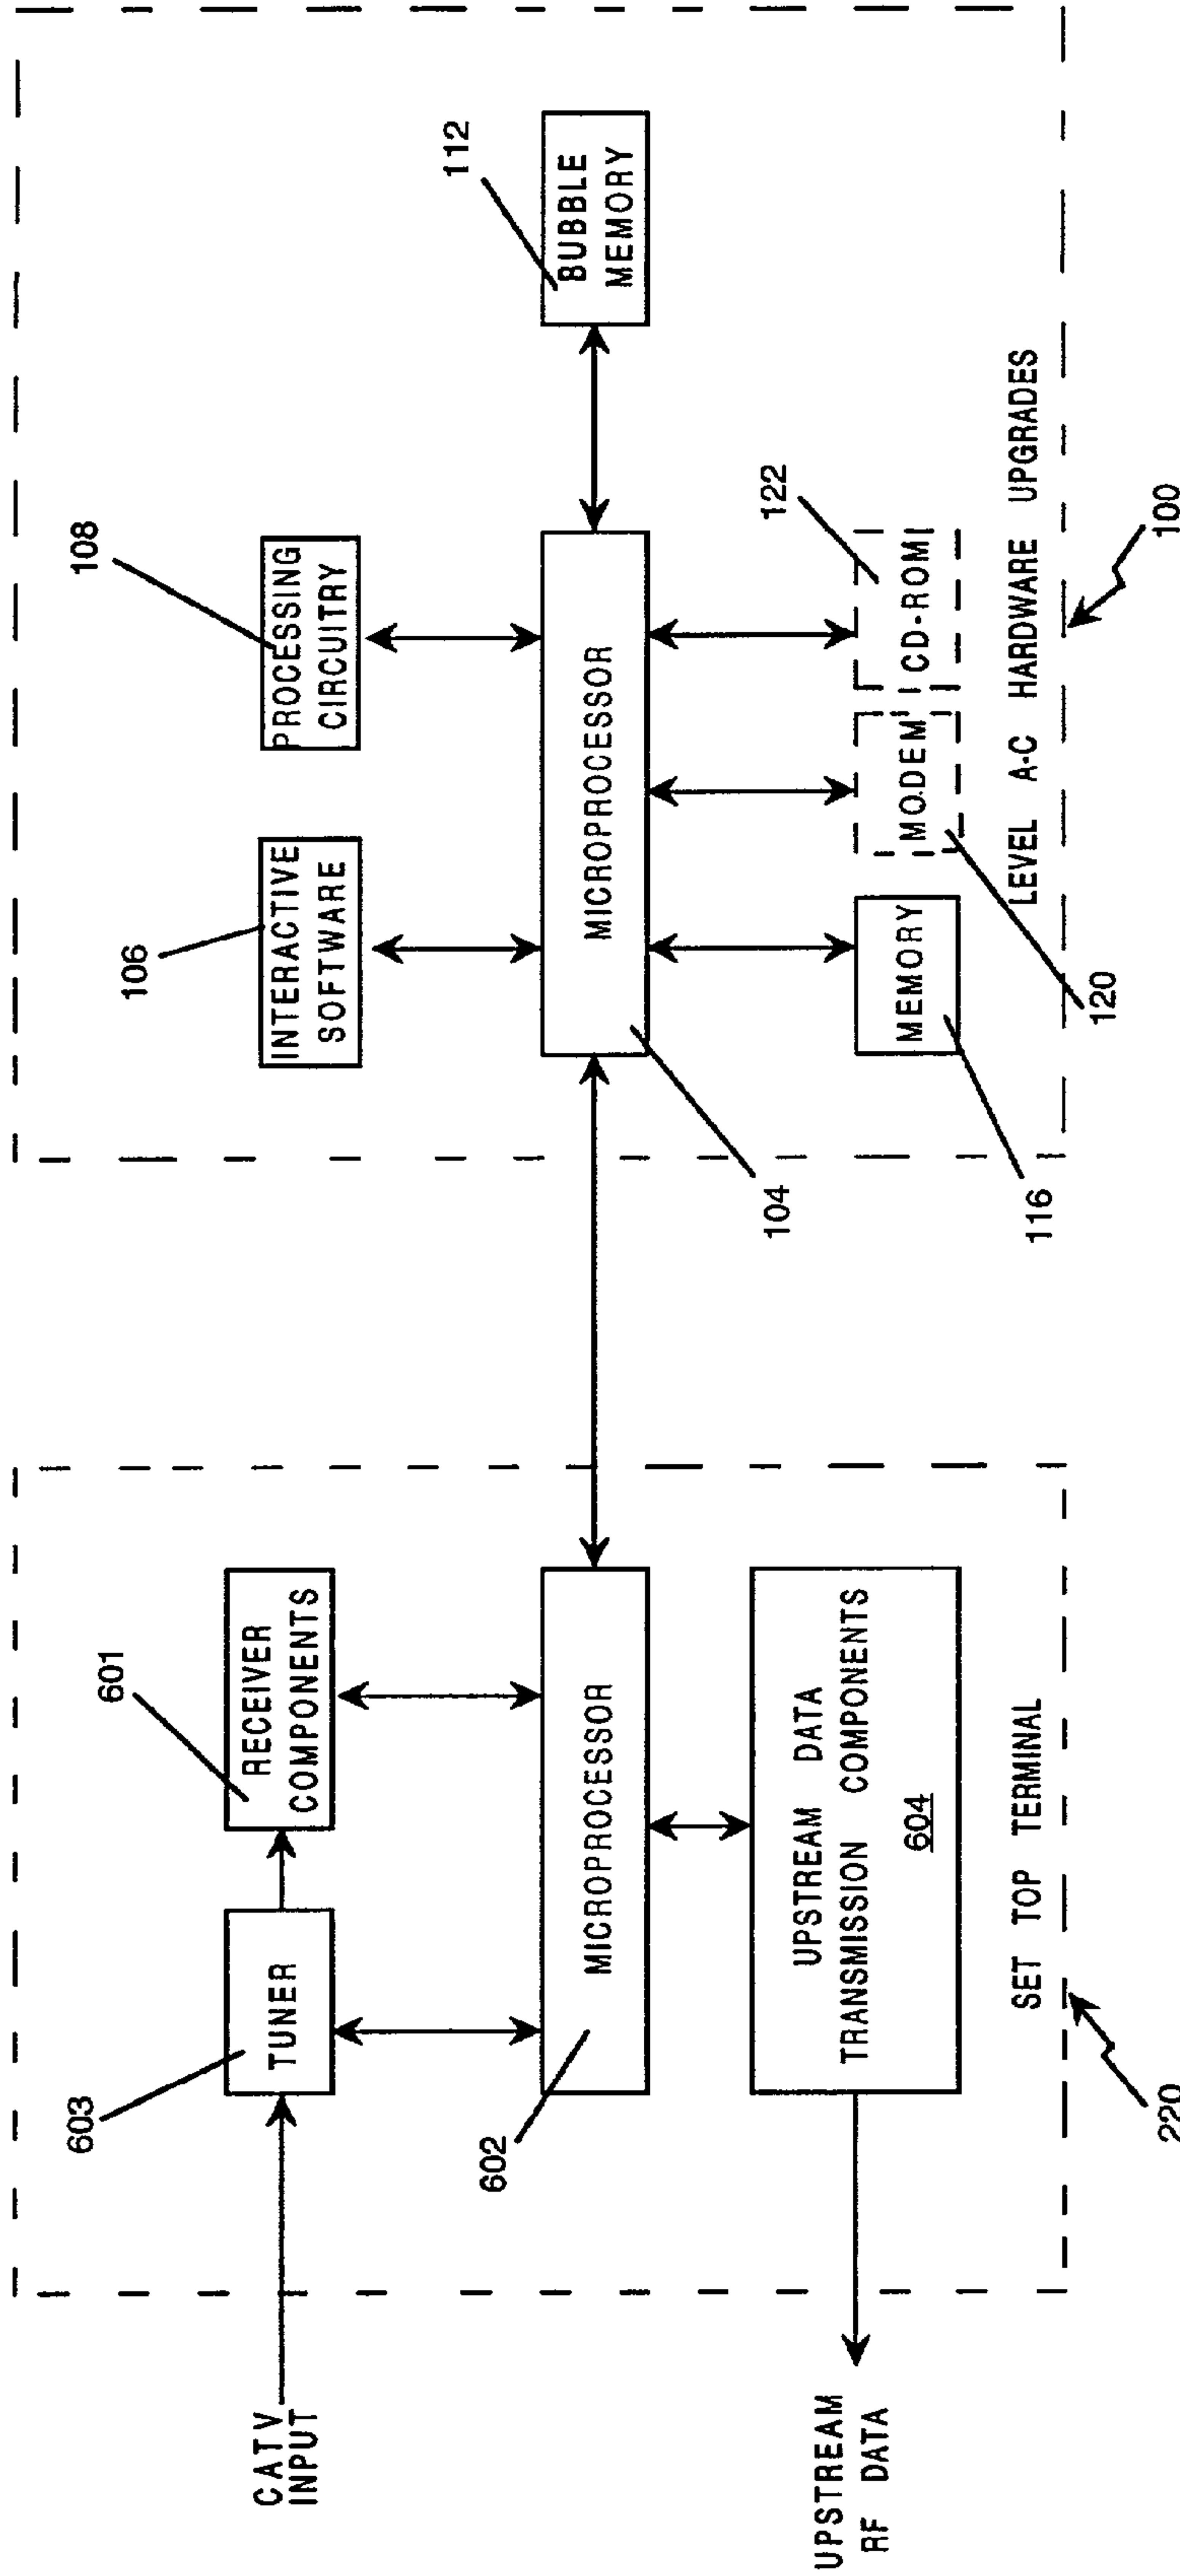 CATV
INPUT
603
TUNER
601
RECEIVER
COMPONENTS
602
MICROPROCESSOR
UPSTREAM DATA
TRANSMISSION COMPONENTS
604
UPSTREAM
RF DATA
SET TOP TERMINAL
220
106
INTERACTIVE
SOFTWARE
108
PROCESSING
CIRCUITRY
MICROPROCESSOR
104
112
BUBBLE
MEMORY
MEMORY
116
MODEM
120
CD-ROM
122
LEVEL A-C HARDWARE UPGRADES
100